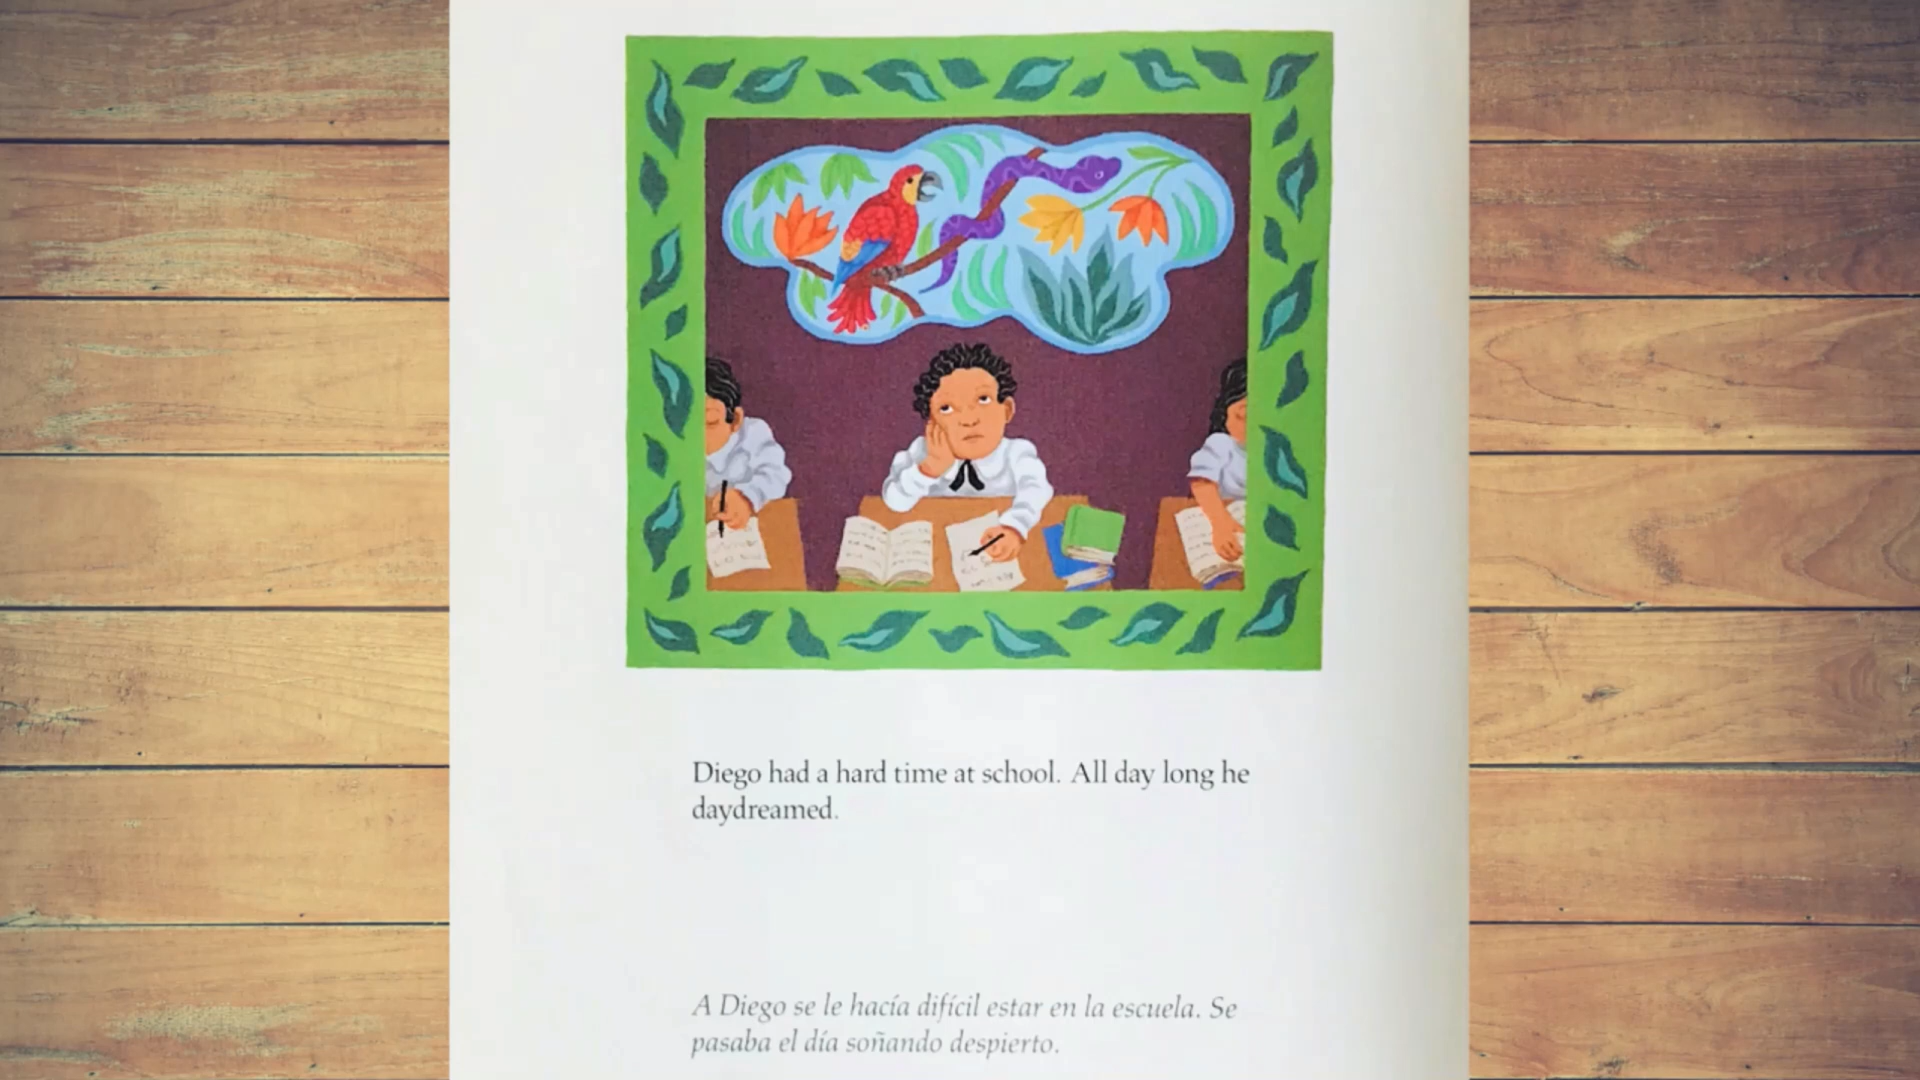 Diego had a hard time at school. All day long he
daydreamed.
A Diego se le hacía difícil estar en la escuela. Se
pasaba el día soñando despierto.